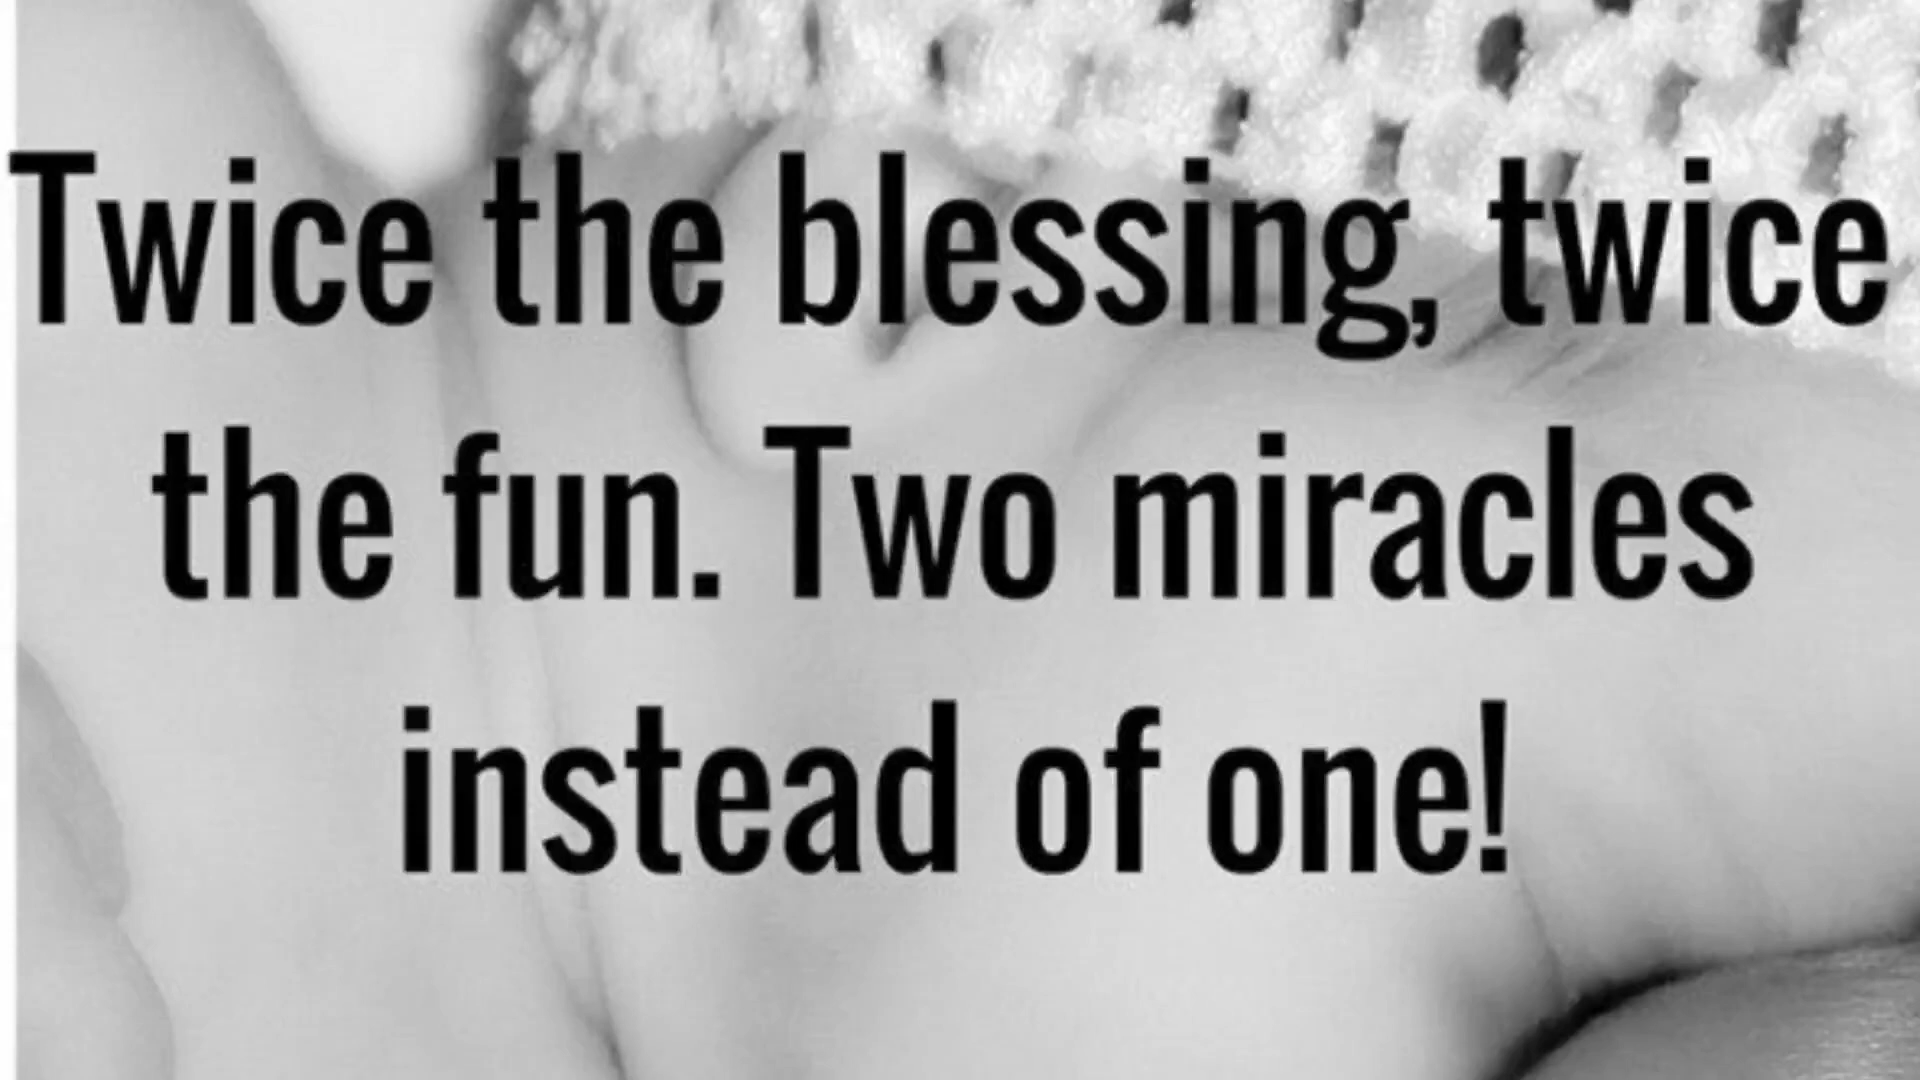 Twice the blessing, twice
the fun. Two miracles
instead of one!